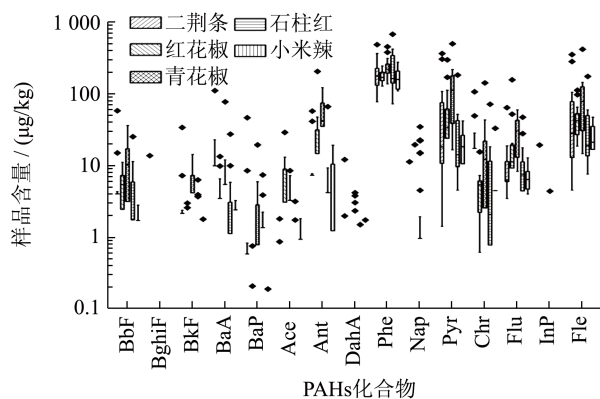 1 000
100
10
1
0.1
样品含量 / (μg/kg)
二荆条
石柱红
红花椒
小米辣
青花椒
BbF
BghiF
BkF
BaA
BaP
Ace
Ant
DahA
Phe
Nap
Pyr
Chr
Flu
InP
Fle
PAHs化合物